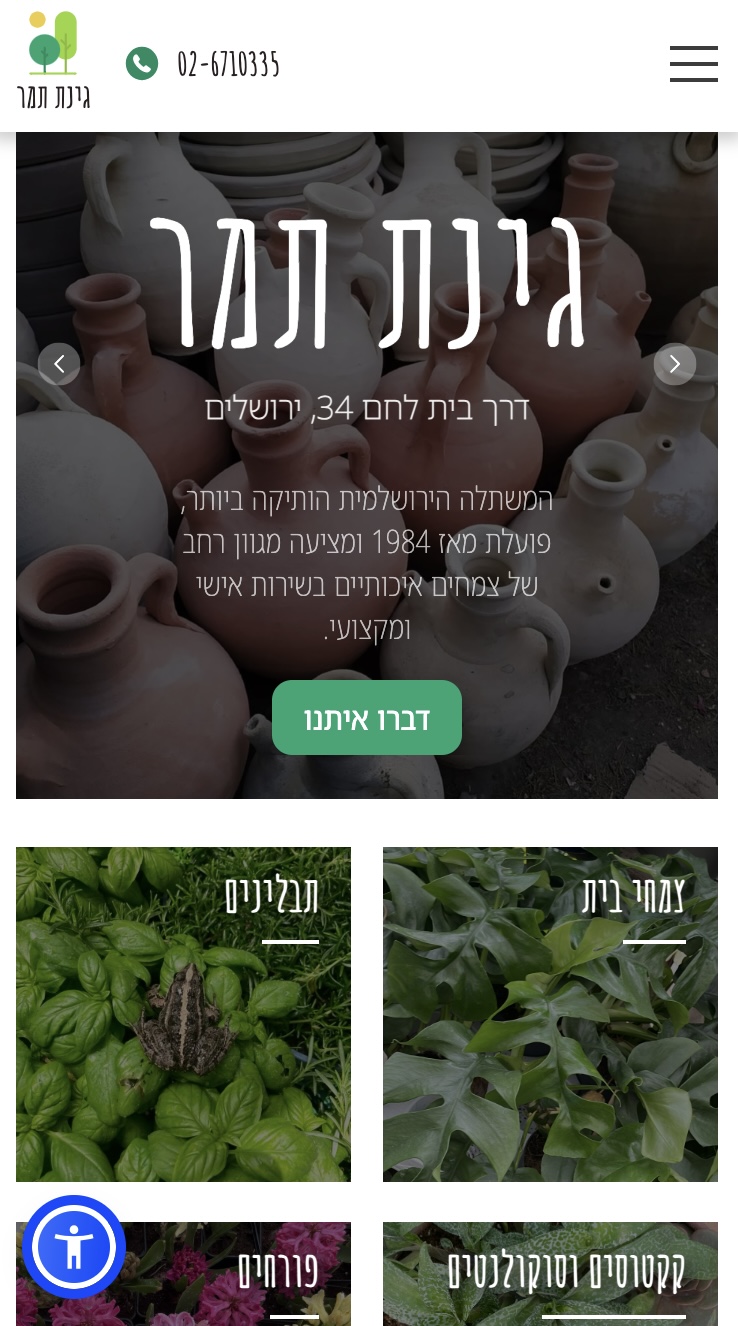 גינת תמר
02-6710335
גינת תמר
דרך בית לחם 34, ירושלים
המשתלה הירושלמית הותיקה ביותר,
פועלת מאז 1984 ומציעה מגוון רחב
של צמחים איכותיים בשירות אישי
ומקצועי.
דברו איתנו
צמחי בית
תבלינים
קקטוסים וסוקולנטים
פורחים